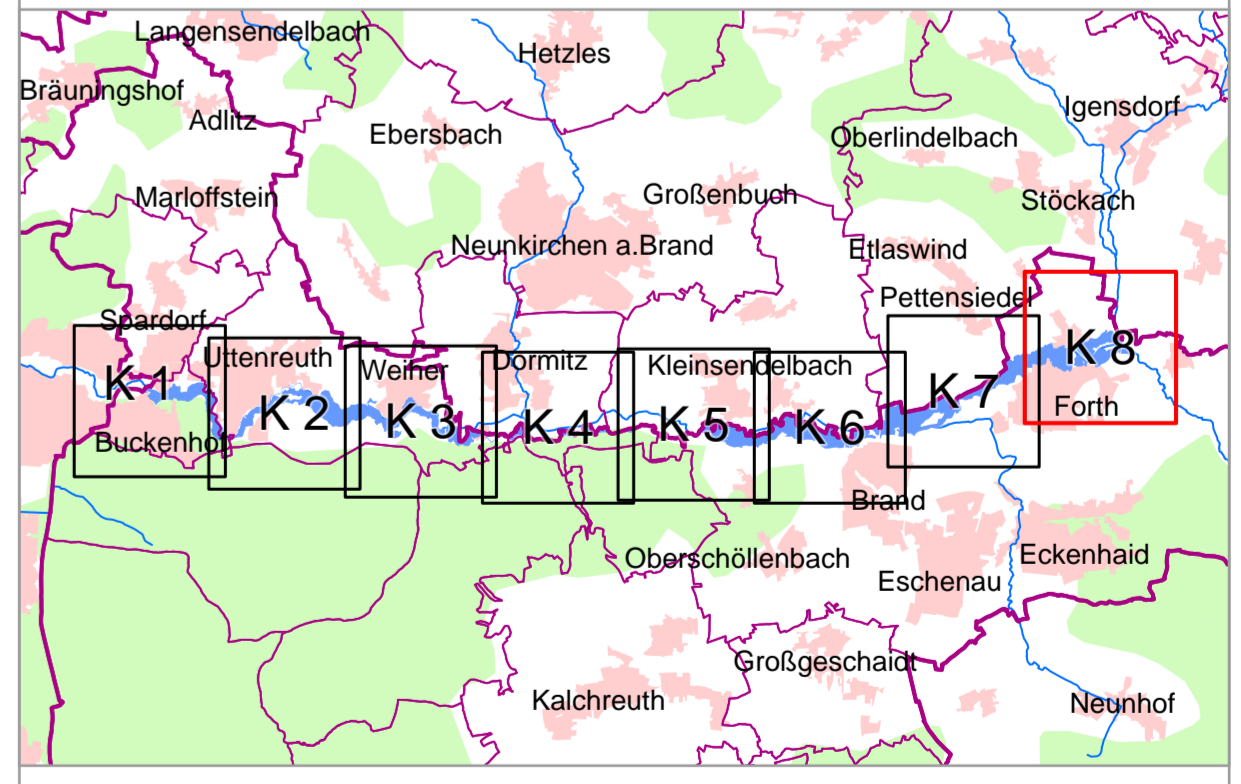 Langensendelbach
Hetzles
Bräuningshof
Adlitz
Igensdorf
Ebersbach
Oberlindelbach
Marloffstein
Großenbuch
Stöckach
Neunkirchen a.Brand
Etlaswind
Pettensiedel
Spardorf
Uttenreuth
Weiher
Dormitz
Kleinsendelbach
K 8
K 1
K 2
K 3
K 4
K 5
K 6
K 7
Forth
Buckenhof
Brand
Oberschöllenbach
Eckenhaid
Eschenau
Großgeschaidt
Kalchreuth
Neunhof